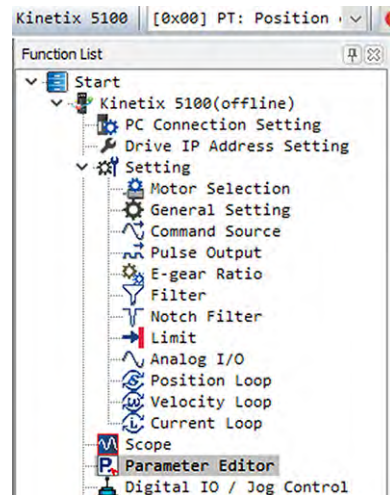 Kinetix 5100 [0x00] PT: Position
Function List
Start
Kinetix 5100(offline)
PC Connection Setting
Drive IP Address Setting
Setting
Motor Selection
General Setting
Command Source
Pulse Output
E-gear Ratio
Filter
Notch Filter
Limit
Analog I/O
Position Loop
Velocity Loop
Current Loop
Scope
Parameter Editor
Digital IO / Jog Control